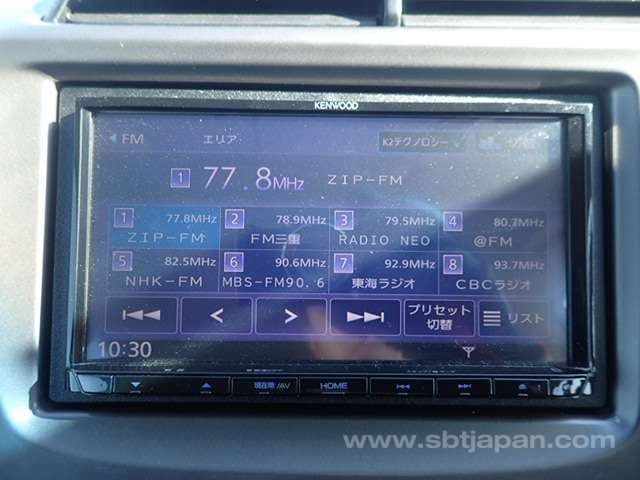 KENWOOD
FM エリア K2テクノロジー
1 77.8MHz ZIP-FM
1 77.8MHz 2 78.9MHz 3 79.5MHz 4 80.7MHz
ZIP-FM FM三重 RADIO NEO @FM
5 82.5MHz 6 90.6MHz 7 92.9MHz 8 93.7MHz
NHK-FM MBS-FM90.6 東海ラジオ CBCラジオ
プリセット
切替 リスト
10:30
現在地/AV HOME
www.sbtjapan.com